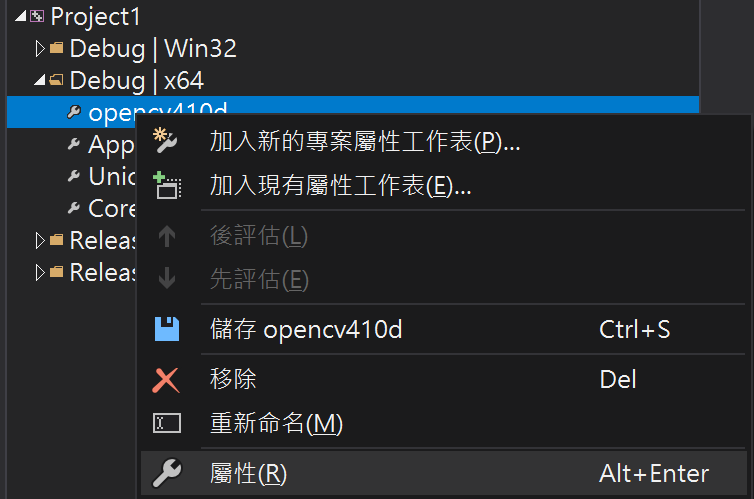 Project1
Debug | Win32
Debug | x64
opencv410d
App
Unic
Core
Releas
Releas
加入新的專案屬性工作表(P)...
加入現有屬性工作表(E)...
後評估(L)
先評估(E)
儲存 opencv410d Ctrl+S
移除 Del
重新命名(M)
屬性(R) Alt+Enter